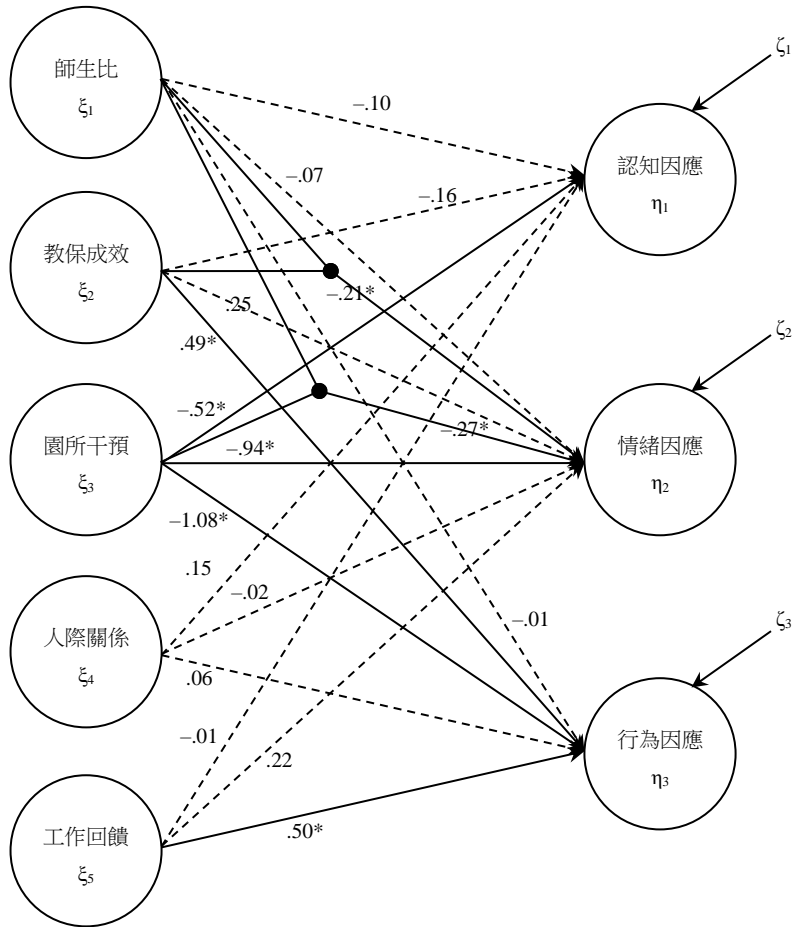 師生比
ξ₁
教保成效
ξ₂
園所干預
ξ₃
人際關係
ξ₄
工作回饋
ξ₅
–.10
–.07
–.16
–.21*
.25
.49*
–.52*
–.27*
–.94*
–1.08*
.15
–.02
–.01
.06
–.01
.22
.50*
ζ₁
認知因應
η₁
ζ₂
情緒因應
η₂
ζ₃
行為因應
η₃